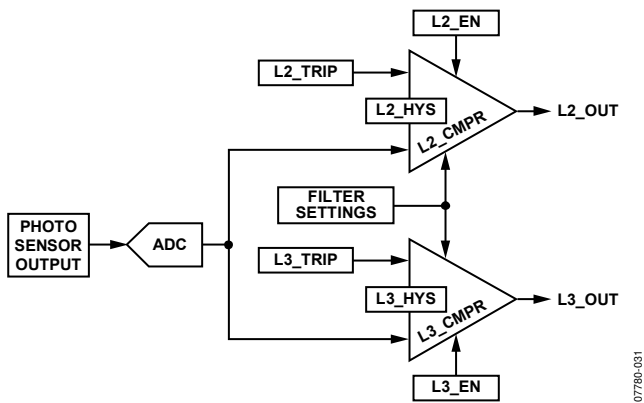 L2_EN
L2_TRIP
L2_HYS
L2_CMPR
L2_OUT
FILTER
SETTINGS
PHOTO
SENSOR
OUTPUT
ADC
L3_TRIP
L3_HYS
L3_CMPR
L3_OUT
L3_EN
07780-031